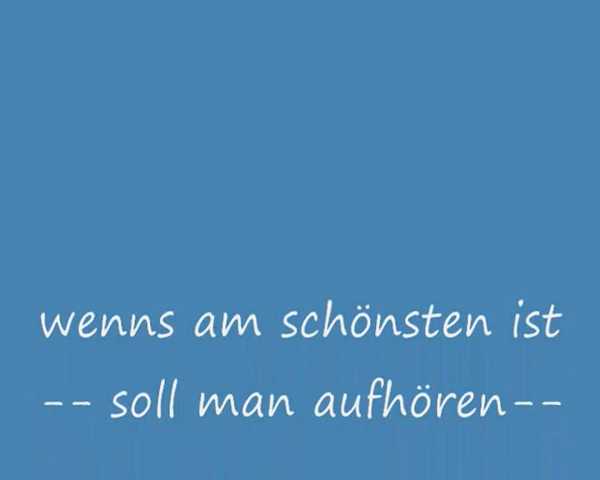 wenns am schönsten ist
-- soll man aufhören--